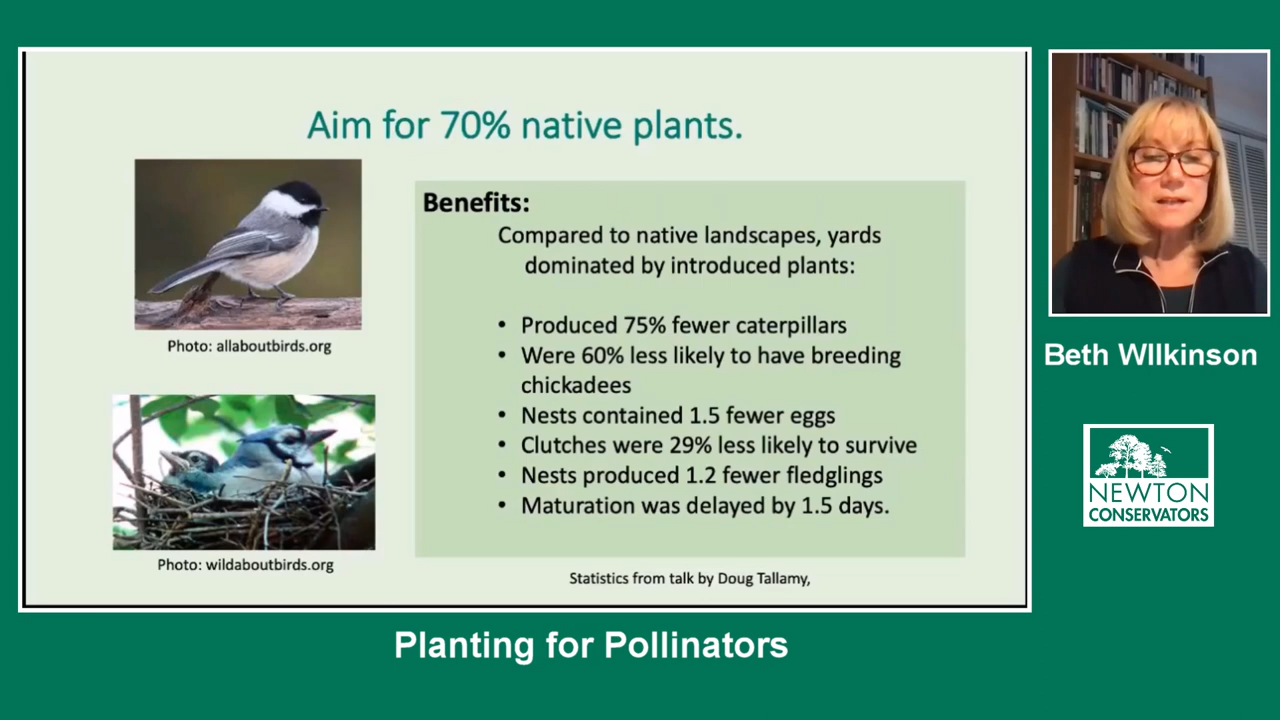 Aim for 70% native plants.
Photo: allaboutbirds.org
Photo: wildaboutbirds.org
Benefits:
Compared to native landscapes, yards
dominated by introduced plants:
• Produced 75% fewer caterpillars
• Were 60% less likely to have breeding
chickadees
• Nests contained 1.5 fewer eggs
• Clutches were 29% less likely to survive
• Nests produced 1.2 fewer fledglings
• Maturation was delayed by 1.5 days.
Statistics from talk by Doug Tallamy,
Beth WIlkinson
NEWTON
CONSERVATORS
Planting for Pollinators